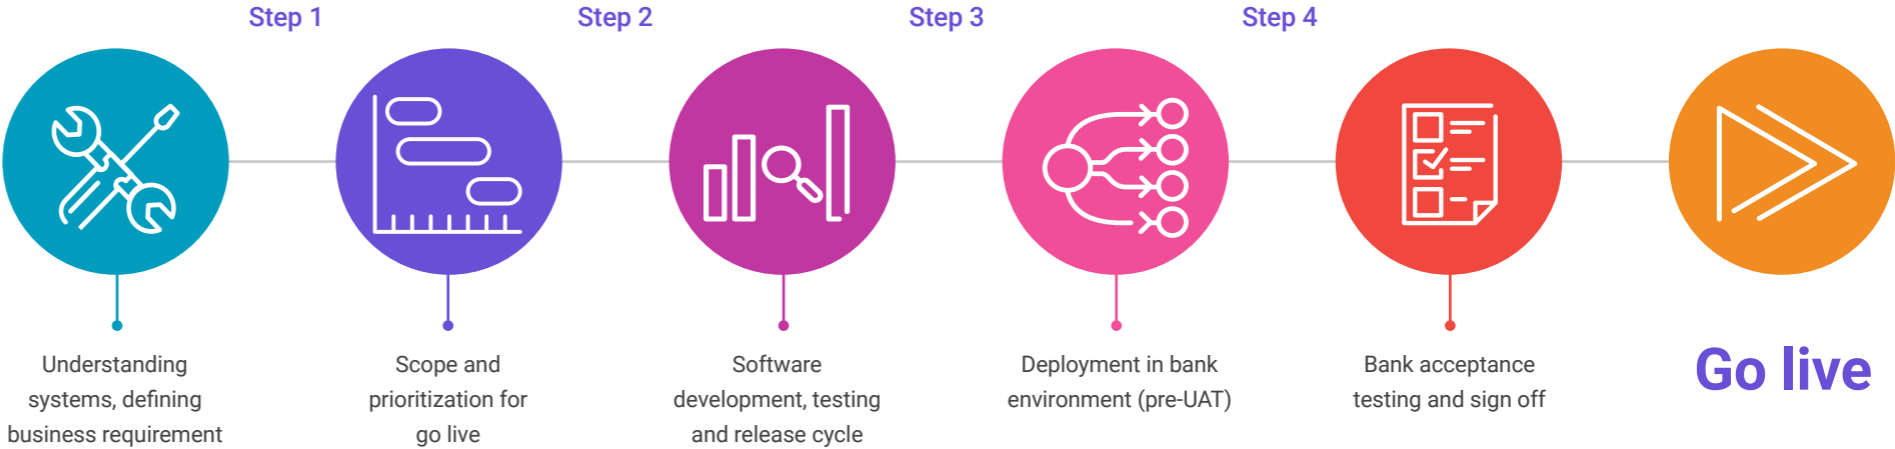 Step 1
Step 2
Step 3
Step 4
Understanding
systems, defining
business requirement
Scope and
prioritization for
go live
Software
development, testing
and release cycle
Deployment in bank
environment (pre-UAT)
Bank acceptance
testing and sign off
Go live